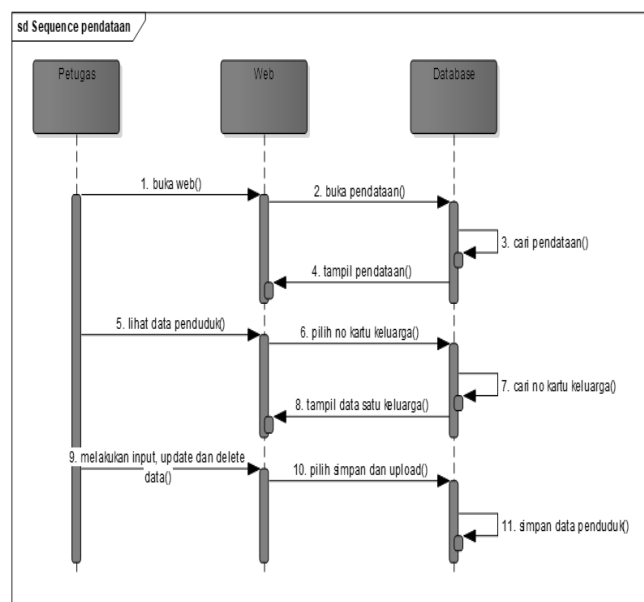 sd Sequence pendataan
Petugas
Web
Database
1. buka web()
2. buka pendataan()
3. cari pendataan()
4. tampil pendataan()
5. lihat data penduduk()
6. pilih no kartu keluarga()
7. cari no kartu keluarga()
8. tampil data satu keluarga()
9. melakukan input, update dan delete
data()
10. pilih simpan dan upload()
11. simpan data penduduk()